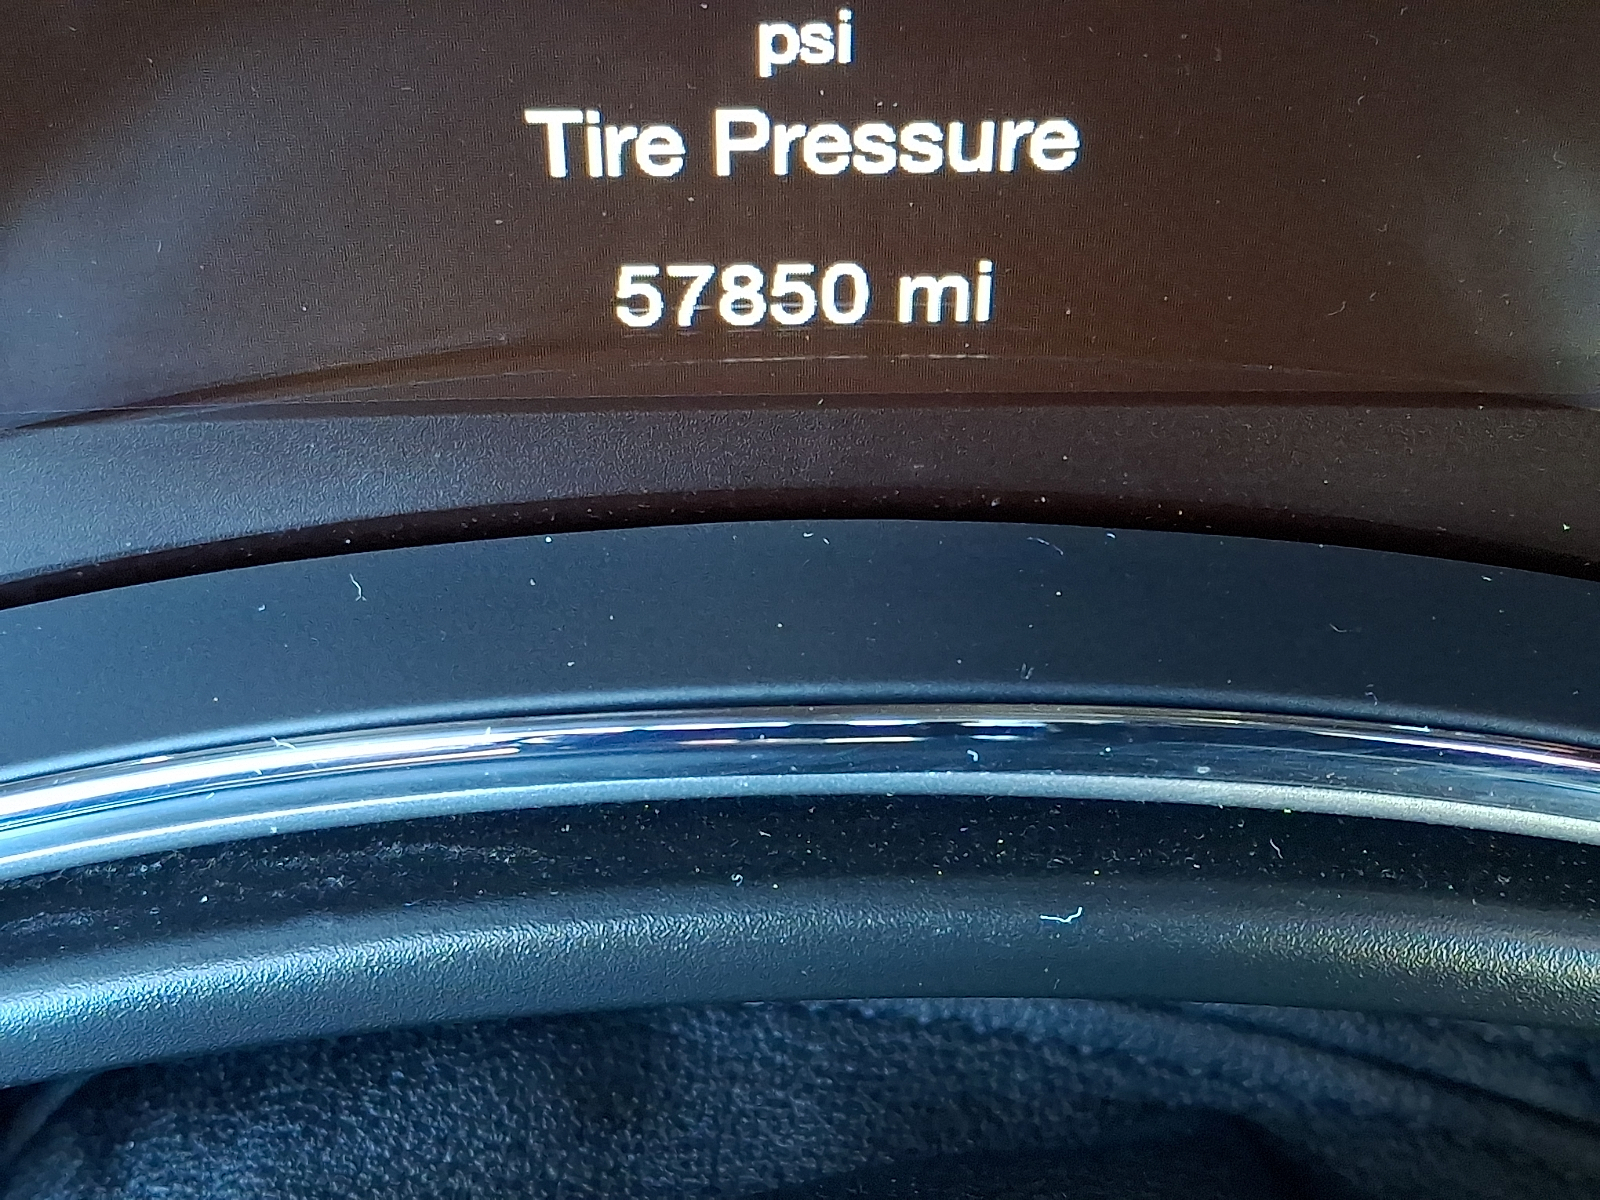 psi
Tire Pressure
57850 mi